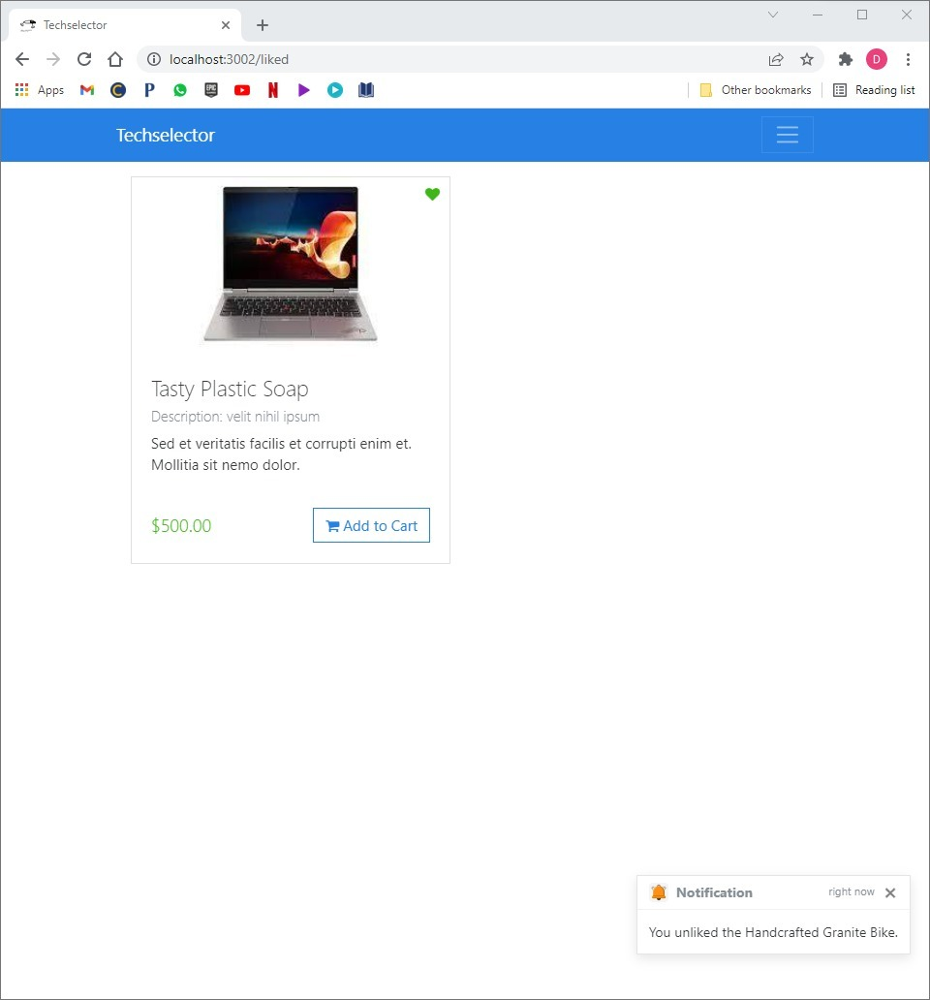 Techselector
localhost:3002/liked
D
Apps
C
P
EPIC
N
Other bookmarks
Reading list
Techselector
Tasty Plastic Soap
Description: velit nihil ipsum
Sed et veritatis facilis et corrupti enim et.
Mollitia sit nemo dolor.
$500.00
Add to Cart
Notification
right now
You unliked the Handcrafted Granite Bike.